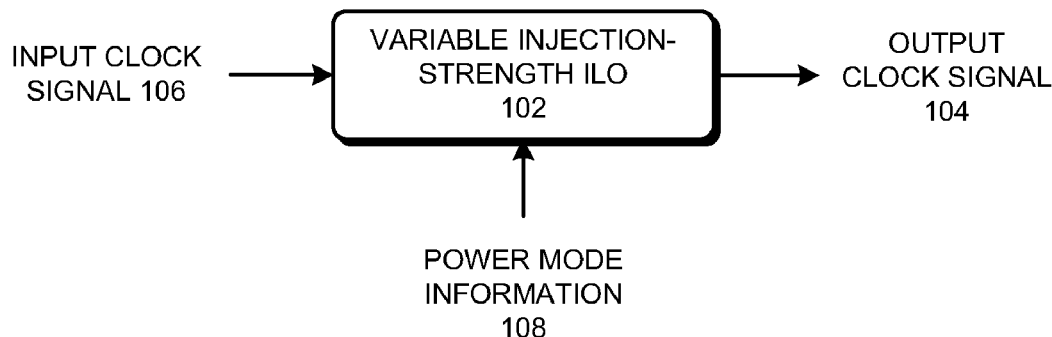 INPUT CLOCK
SIGNAL 106
VARIABLE INJECTION-
STRENGTH ILO
102
OUTPUT
CLOCK SIGNAL
104
POWER MODE
INFORMATION
108